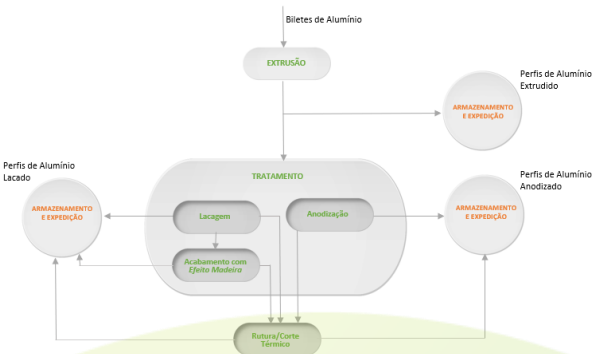 Biletes de Alumínio
EXTRUSÃO
Perfis de Alumínio
Extrudido
ARMAZENAMENTO
E EXPEDIÇÃO
TRATAMENTO
Perfis de Alumínio
Lacado
ARMAZENAMENTO
E EXPEDIÇÃO
Lacagem
Anodização
Perfis de Alumínio
Anodizado
ARMAZENAMENTO
E EXPEDIÇÃO
Acabamento com
Efeito Madeira
Rutura/Corte
Térmico